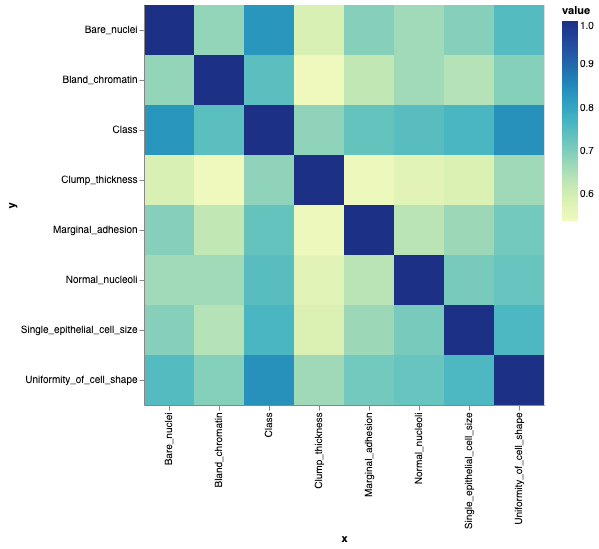 value
1.0
0.9
0.8
0.7
0.6
y
Bare_nuclei
Bland_chromatin
Class
Clump_thickness
Marginal_adhesion
Normal_nucleoli
Single_epithelial_cell_size
Uniformity_of_cell_shape
Bare_nuclei
Bland_chromatin
Class
Clump_thickness
Marginal_adhesion
Normal_nucleoli
Single_epithelial_cell_size
Uniformity_of_cell_shape
x